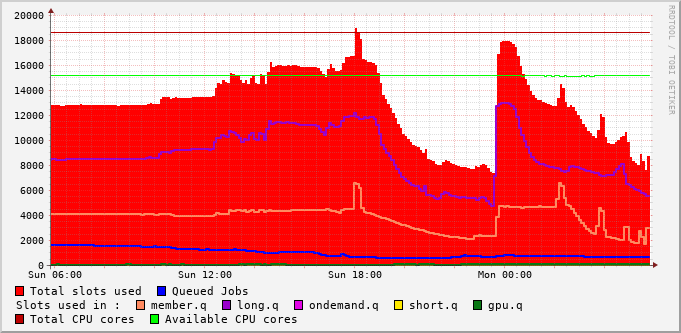 20000
18000
16000
14000
12000
10000
8000
6000
4000
2000
0
Sun 06:00 Sun 12:00 Sun 18:00 Mon 00:00
RRDTOOL / TOBI OETIKER
Total slots used Queued Jobs
Slots used in : member.q long.q ondemand.q short.q gpu.q
Total CPU cores Available CPU cores